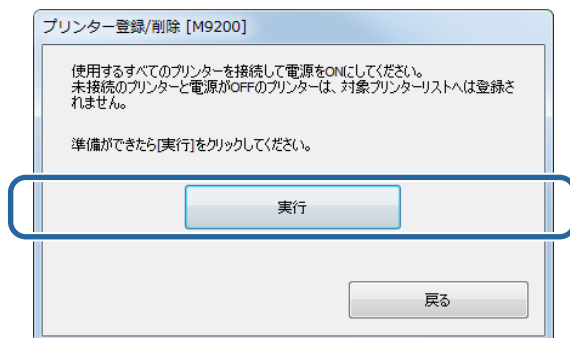 プリンター登録/削除 [M9200]
使用するすべてのプリンターを接続して電源をONにしてください。
未接続のプリンターと電源がOFFのプリンターは、対象プリンターリストへは登録さ
れません。
準備ができたら[実行]をクリックしてください。
実行
戻る